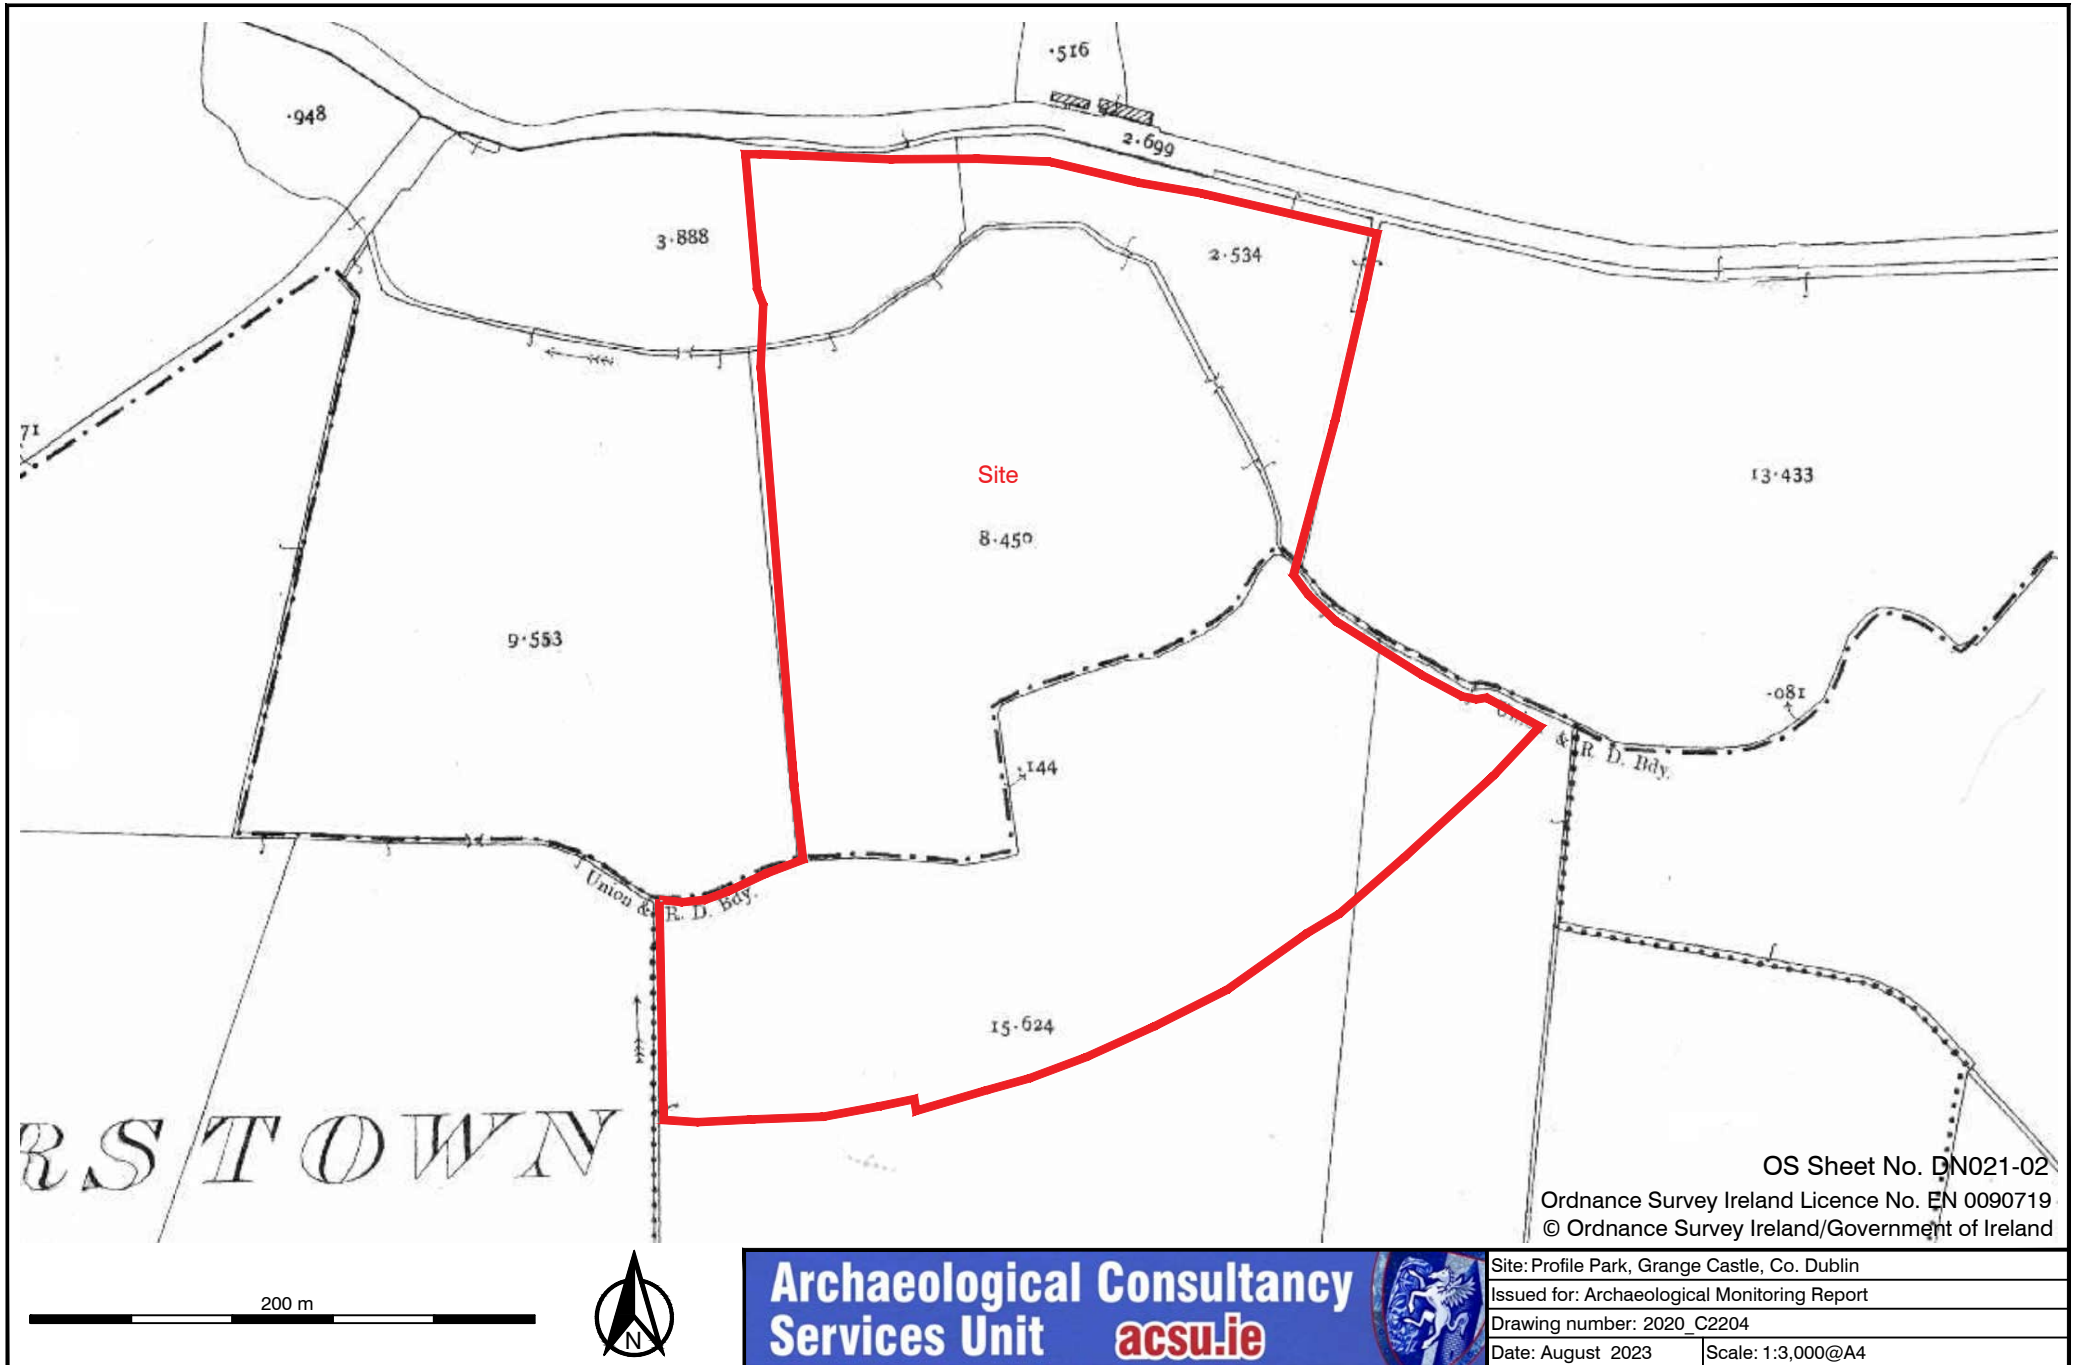 ·516
·948
2·699
3·888
2·534
71
Site
13·433
8·450
9·553
·081
& R. D. Bdy.
·144
Union & R. D. Bdy.
15·624
RSTOWN
OS Sheet No. DN021-02
Ordnance Survey Ireland Licence No. EN 0090719
© Ordnance Survey Ireland/Government of Ireland
200 m
N
Archaeological Consultancy
Services Unit acsu.ie
Site: Profile Park, Grange Castle, Co. Dublin
Issued for: Archaeological Monitoring Report
Drawing number: 2020_C2204
Date: August 2023 Scale: 1:3,000@A4